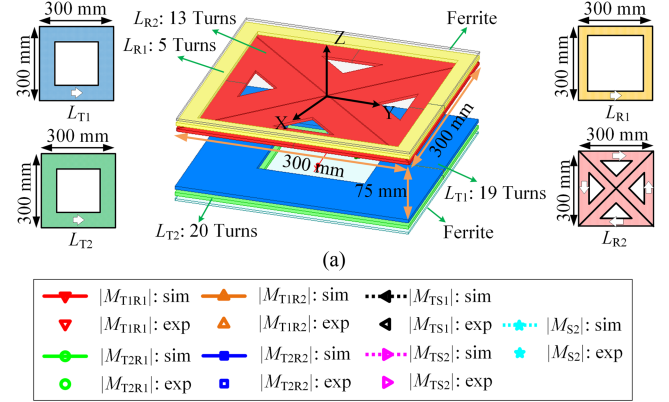 300 mm
300 mm
L_T1
300 mm
300 mm
L_T2
L_R2: 13 Turns
L_R1: 5 Turns
Z
X
Y
Ferrite
300 mm
300 mm
75 mm
L_T1: 19 Turns
L_T2: 20 Turns
Ferrite
300 mm
300 mm
L_R1
300 mm
300 mm
L_R2
(a)
|M_T1R1|: sim |M_T1R2|: sim |M_TS1|: sim
|M_T1R1|: exp |M_T1R2|: exp |M_TS1|: exp |M_S2|: sim
|M_T2R1|: sim |M_T2R2|: sim |M_TS2|: sim |M_S2|: exp
|M_T2R1|: exp |M_T2R2|: exp |M_TS2|: exp